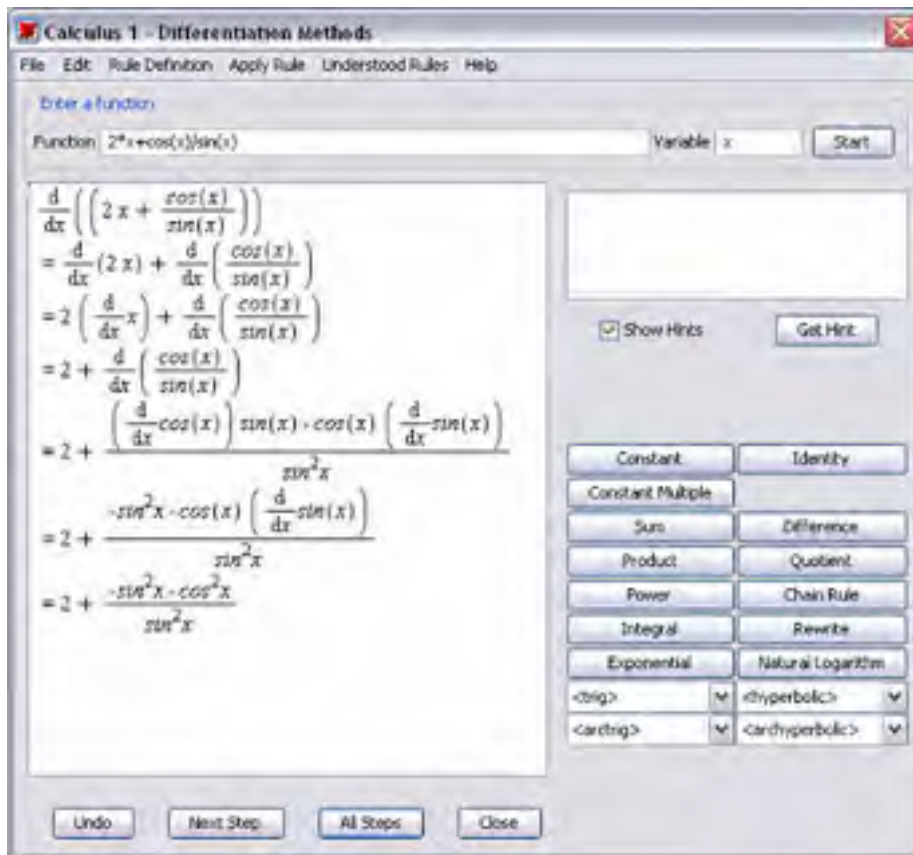 Calculus 1 - Differentiation Methods
File Edit Rule Definition Apply Rule Understood Rules Help
Enter a function
Function 2*x+cos(x)/sin(x) Variable x Start
d/dx((2 x + cos(x)/sin(x)))
= d/dx(2 x) + d/dx(cos(x)/sin(x))
= 2 (d/dx x) + d/dx(cos(x)/sin(x))
= 2 + d/dx(cos(x)/sin(x))
= 2 + ((d/dx cos(x)) sin(x) - cos(x) (d/dx sin(x)))/sin²x
= 2 + (-sin²x - cos(x) (d/dx sin(x)))/sin²x
= 2 + (-sin²x - cos²x)/sin²x
Show Hints Get Hint
Constant Identity
Constant Multiple
Sum Difference
Product Quotient
Power Chain Rule
Integral Rewrite
Exponential Natural Logarithm
<trig> <hyperbolic>
<arctrig> <archyperbolic>
Undo Next Step All Steps Close